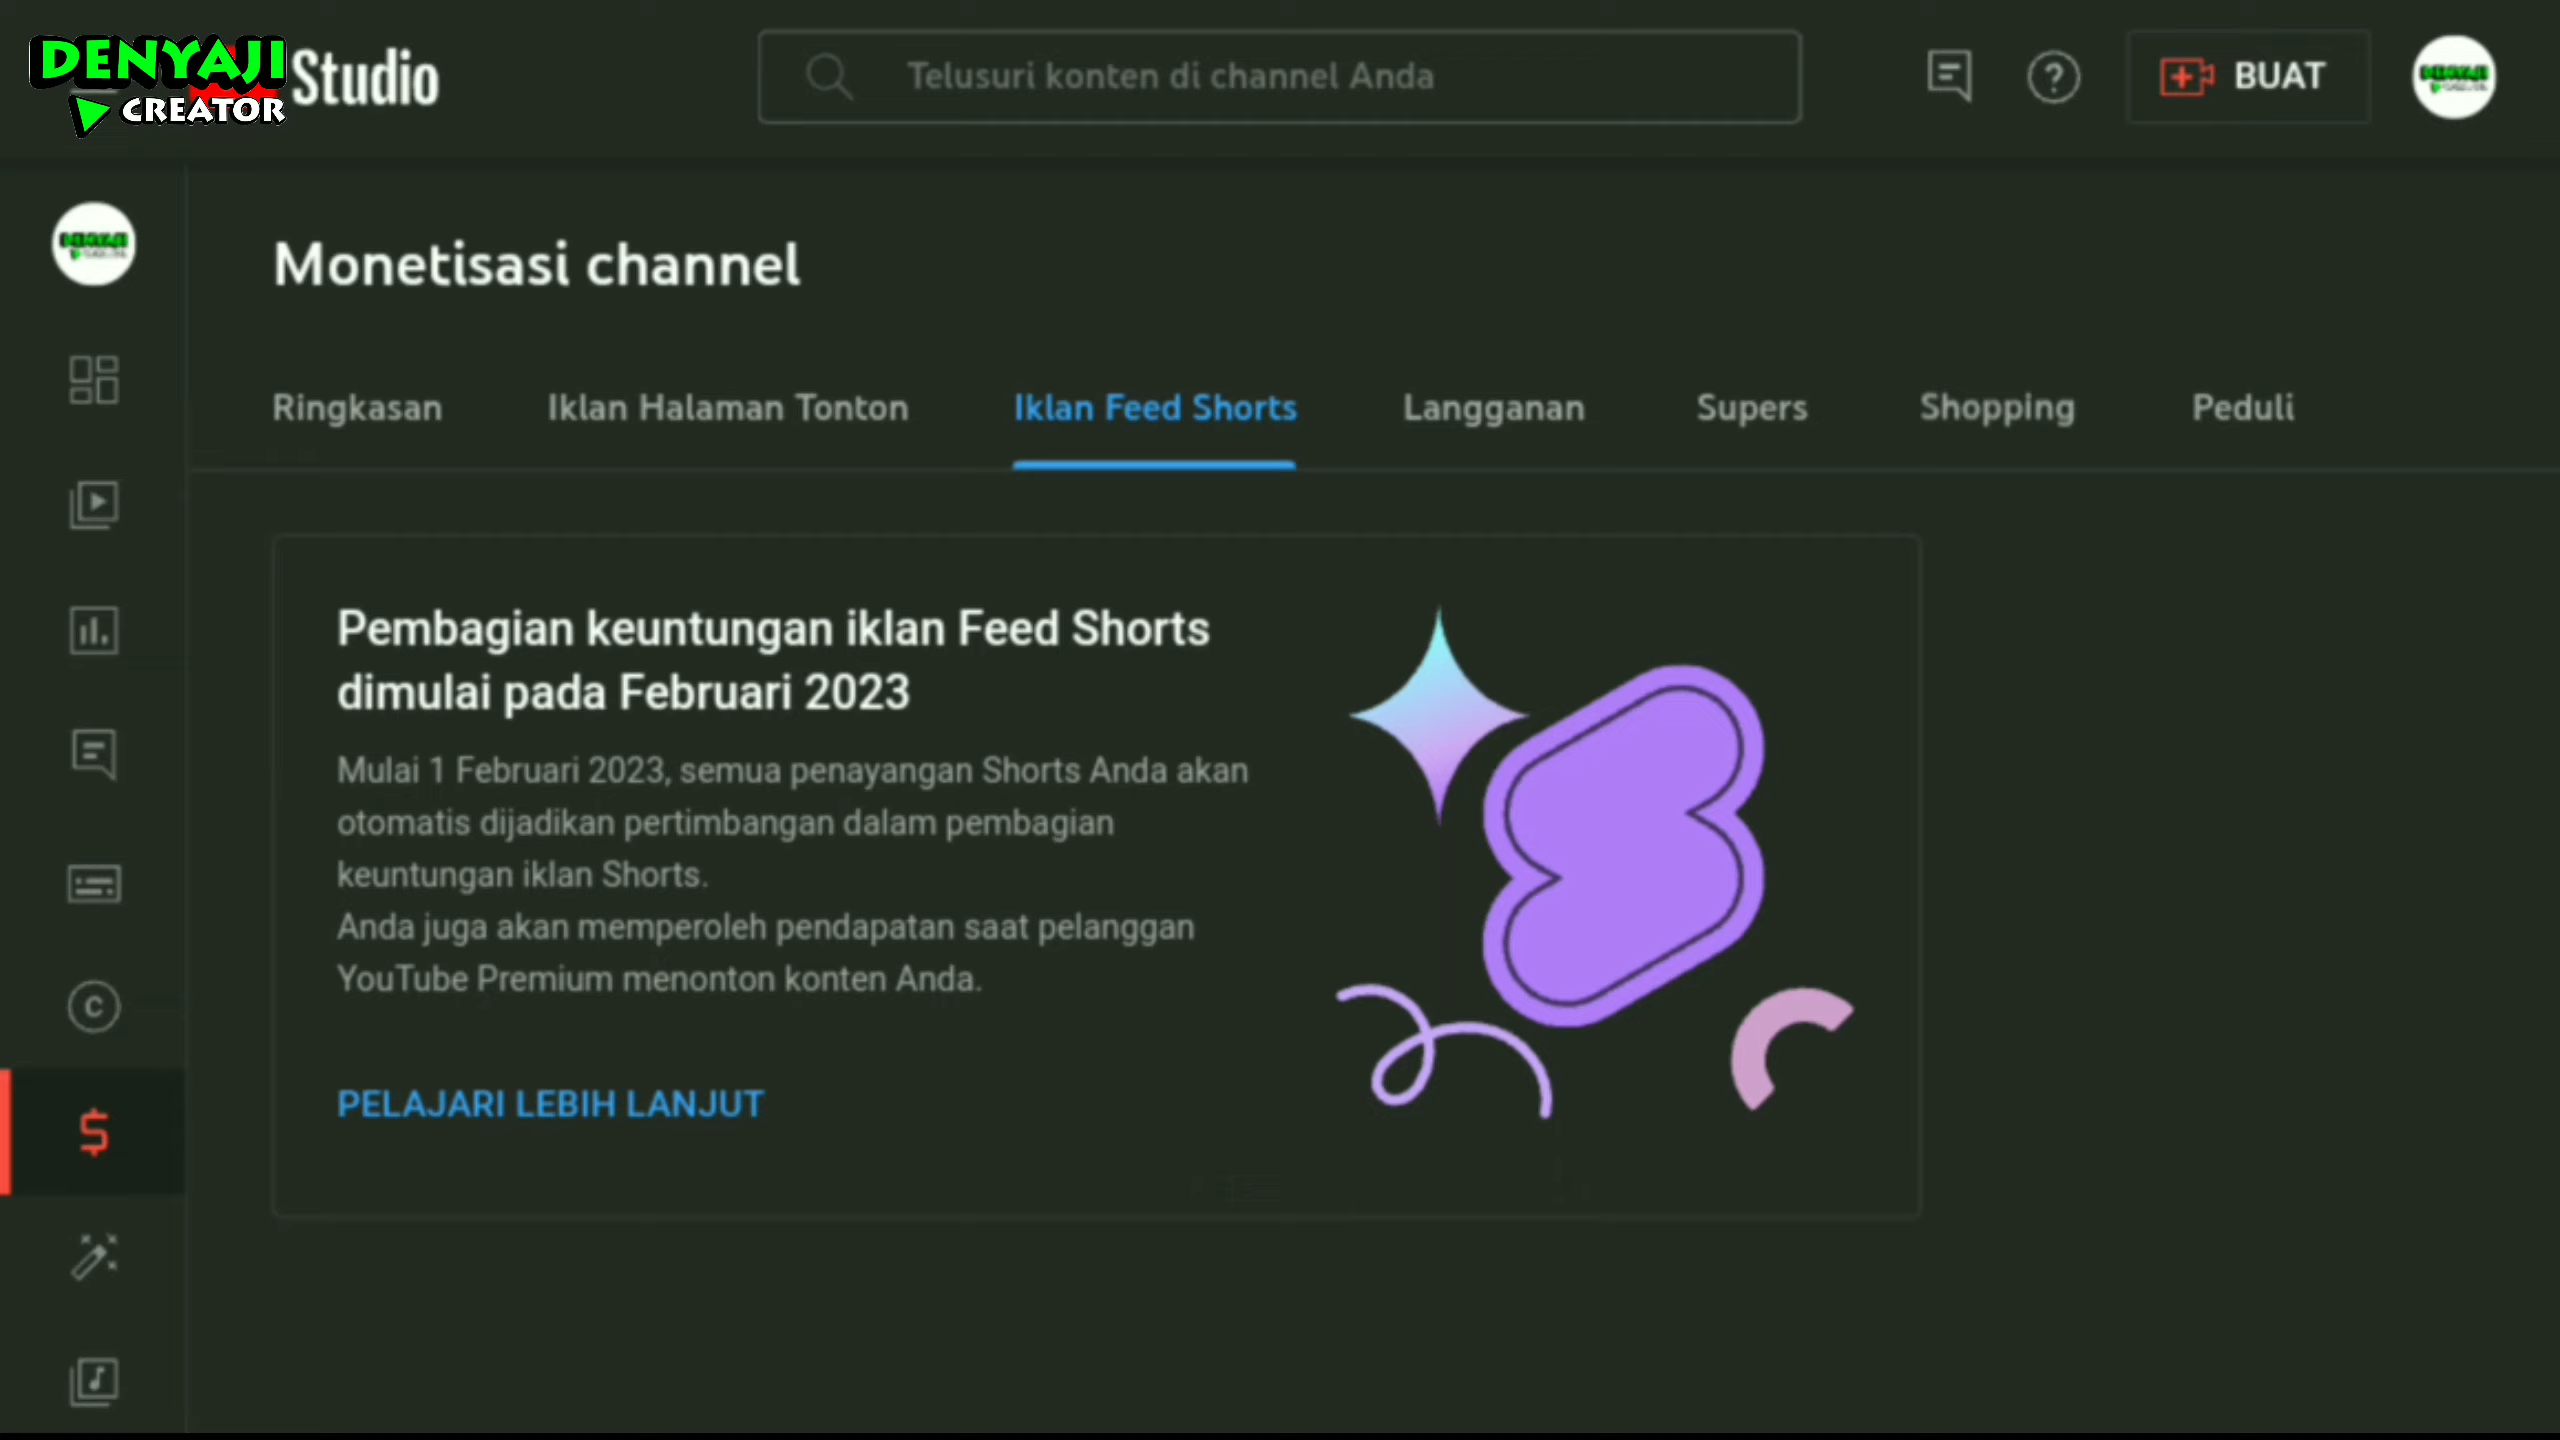 DENYAJI
CREATOR
Studio
Telusuri konten di channel Anda
BUAT
DENYAJI
DENYAJI
Monetisasi channel
Ringkasan
Iklan Halaman Tonton
Iklan Feed Shorts
Langganan
Supers
Shopping
Peduli
Pembagian keuntungan iklan Feed Shorts
dimulai pada Februari 2023
Mulai 1 Februari 2023, semua penayangan Shorts Anda akan
otomatis dijadikan pertimbangan dalam pembagian
keuntungan iklan Shorts.
Anda juga akan memperoleh pendapatan saat pelanggan
YouTube Premium menonton konten Anda.
PELAJARI LEBIH LANJUT